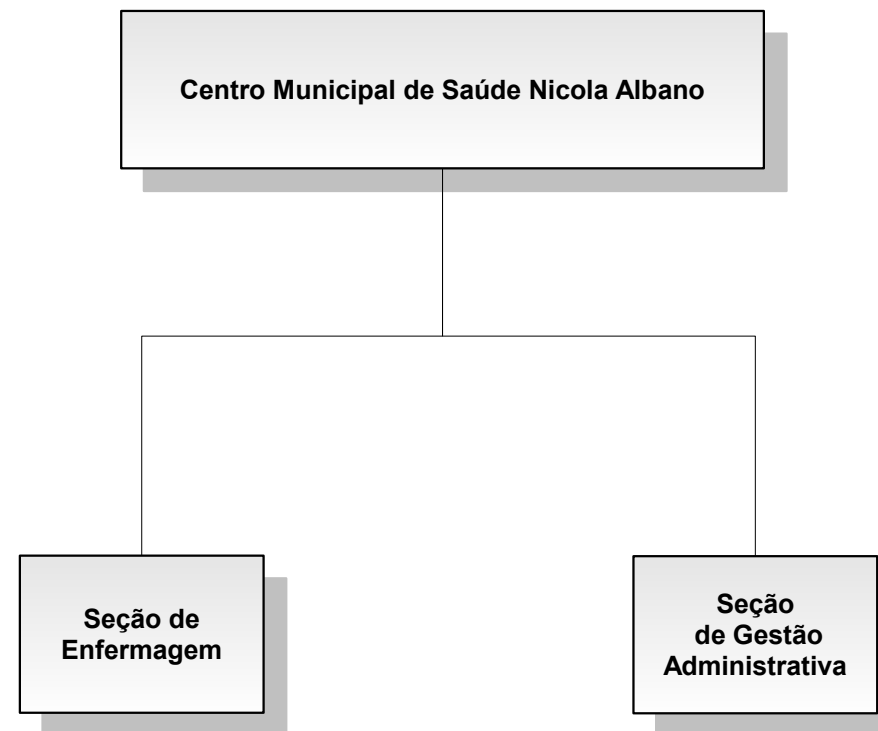 Centro Municipal de Saúde Nicola Albano
Seção de
Enfermagem
Seção
de Gestão
Administrativa